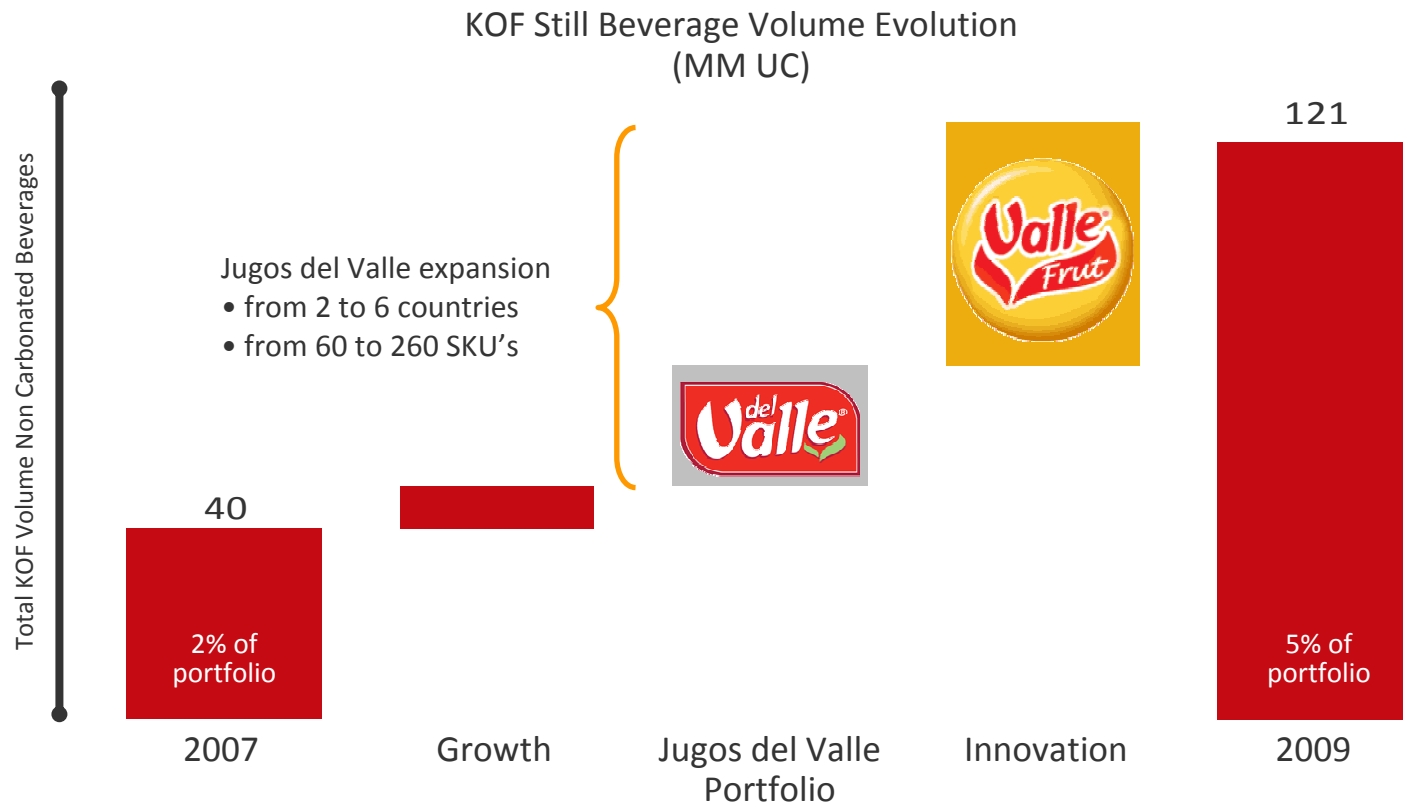 KOF Still Beverage Volume Evolution
(MM UC)
Total KOF Volume Non Carbonated Beverages
121
Jugos del Valle expansion
• from 2 to 6 countries
• from 60 to 260 SKU's
Valle®
Frut
del
Valle®
40
2% of
portfolio
5% of
portfolio
2007
Growth
Jugos del Valle
Portfolio
Innovation
2009